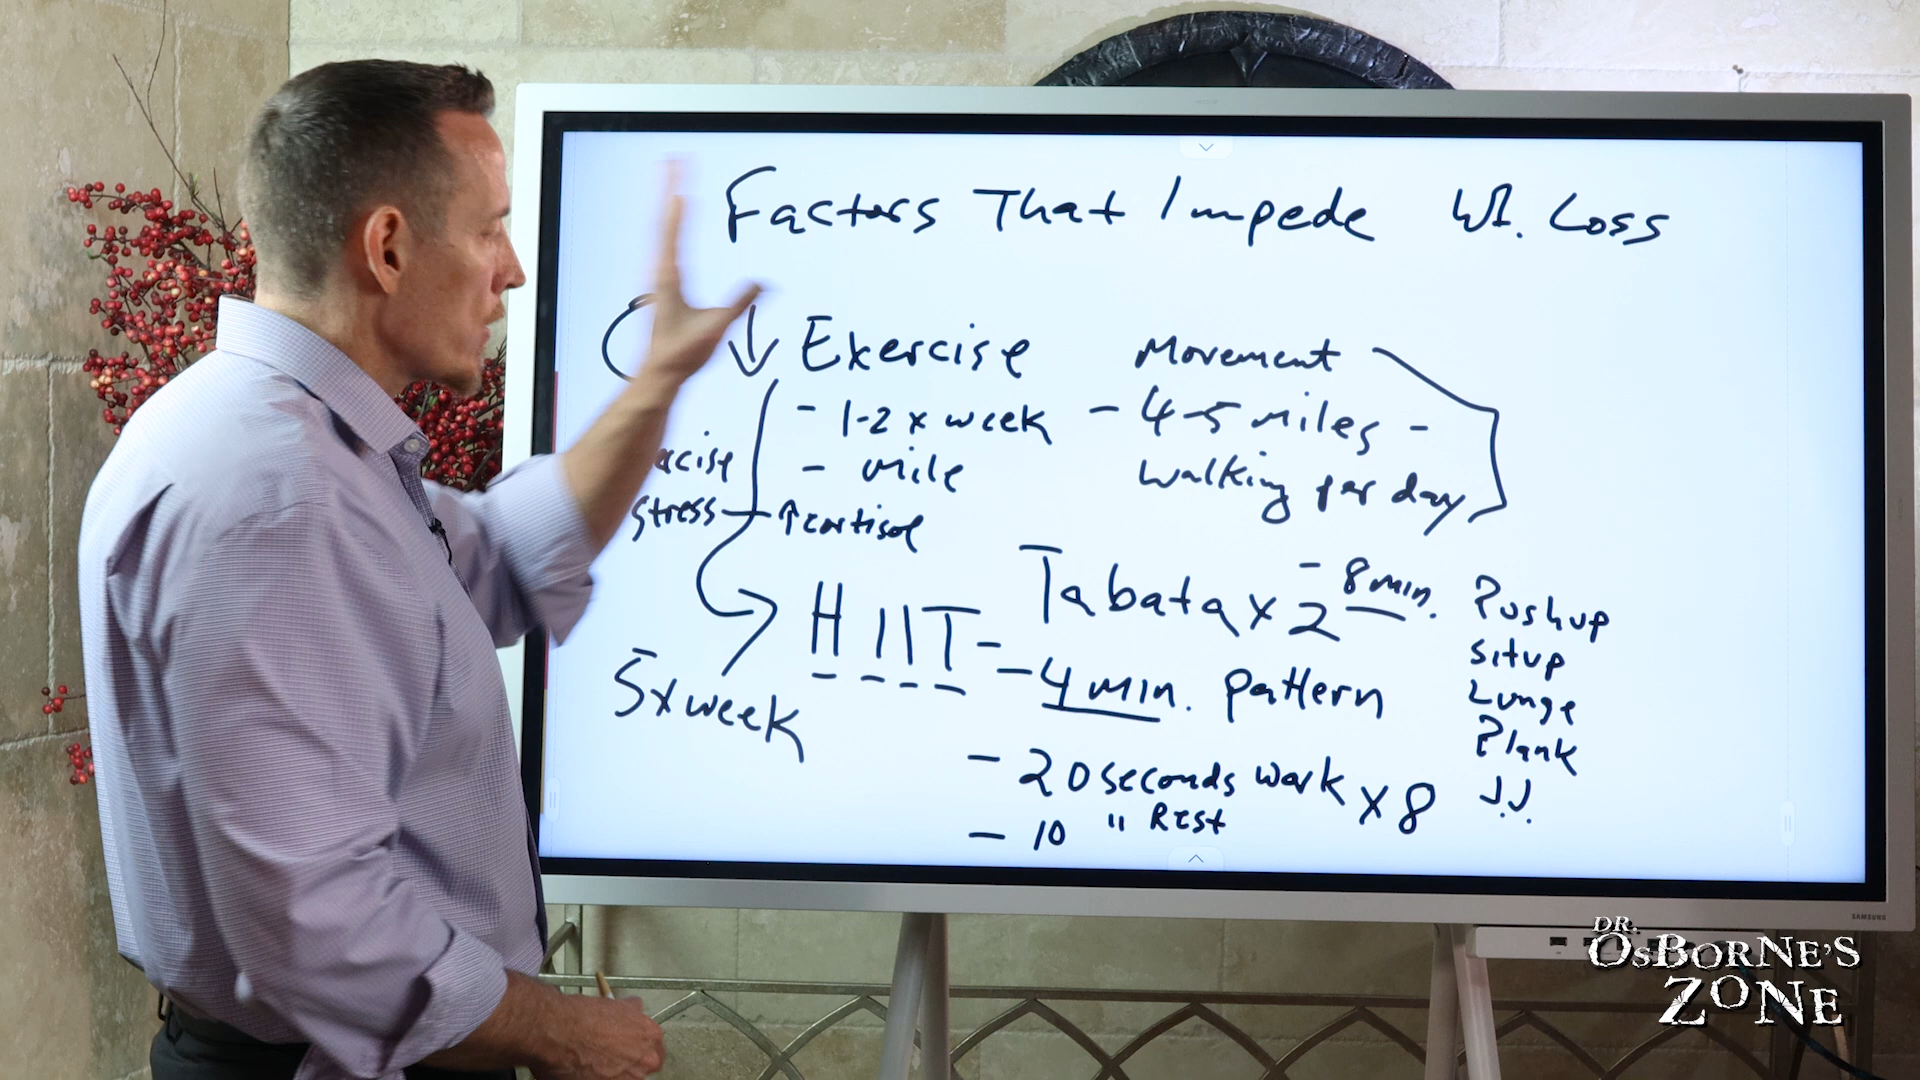 Factors That Impede Wt. Loss
↓ Exercise
- 1-2 x week
- mile
stress - ↑cortisol
Movement
- 4-5 miles -
walking per day
HIIT -
5x week
Tabata x 2 - 8 min.
- 4 min. pattern
- 20 seconds work x 8
- 10 " Rest
Pushup
situp
Lunge
Plank
J.J.
SAMSUNG
DR.
OSBORNE'S
ZONE